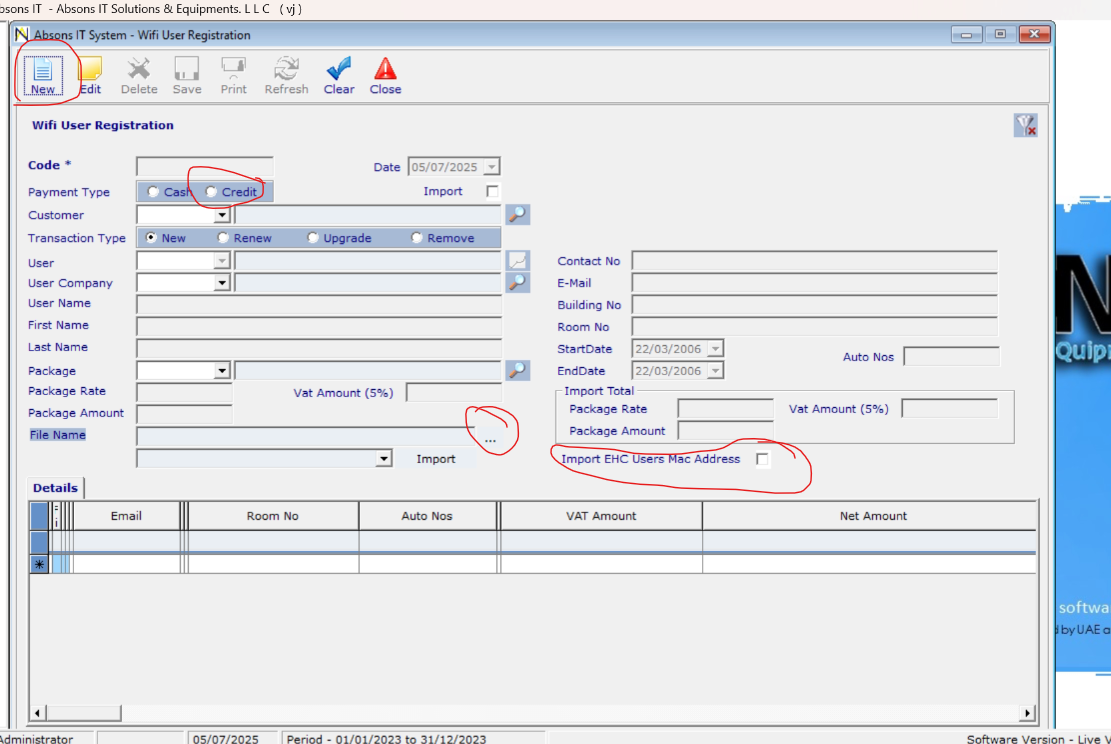 bsons IT - Absons IT Solutions & Equipments. L L C ( vj )
Absons IT System - Wifi User Registration
New Edit Delete Save Print Refresh Clear Close
Wifi User Registration
Code * Date 05/07/2025
Payment Type Cash Credit Import
Customer
Transaction Type New Renew Upgrade Remove
User Contact No
User Company E-Mail
User Name Building No
First Name Room No
Last Name StartDate 22/03/2006 Auto Nos
Package EndDate 22/03/2006
Package Rate Vat Amount (5%) Import Total
Package Rate Vat Amount (5%)
Package Amount Package Amount
File Name ...
Import Import EHC Users Mac Address
Details
Email Room No Auto Nos VAT Amount Net Amount
*
N
Quip
softwa
d by UAE a
Administrator 05/07/2025 Period - 01/01/2023 to 31/12/2023 Software Version - Live V